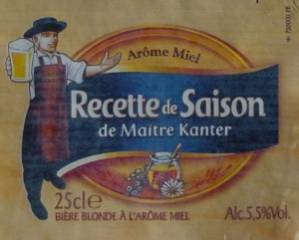 Arôme Miel
Recette de Saison
de Maître Kanter
25cl e
BIÈRE BLONDE À L'ARÔME MIEL
Alc.5,5%Vol.